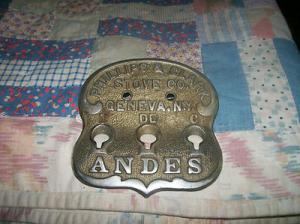 PHILLIPS & CLARK
STOVE CO.
GENEVA, N.Y.
ANDES